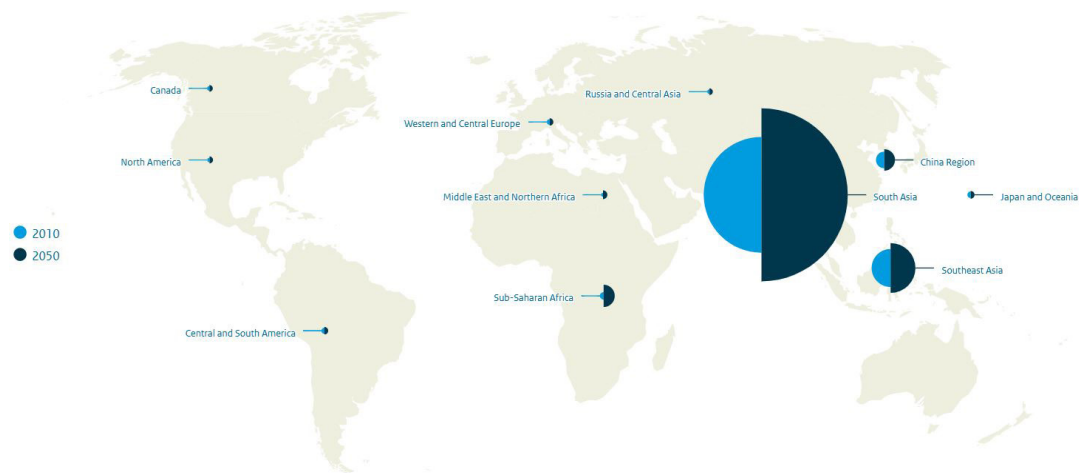 Canada
Russia and Central Asia
Western and Central Europe
North America
China Region
Middle East and Northern Africa
South Asia
Japan and Oceania
2010
2050
Southeast Asia
Sub-Saharan Africa
Central and South America